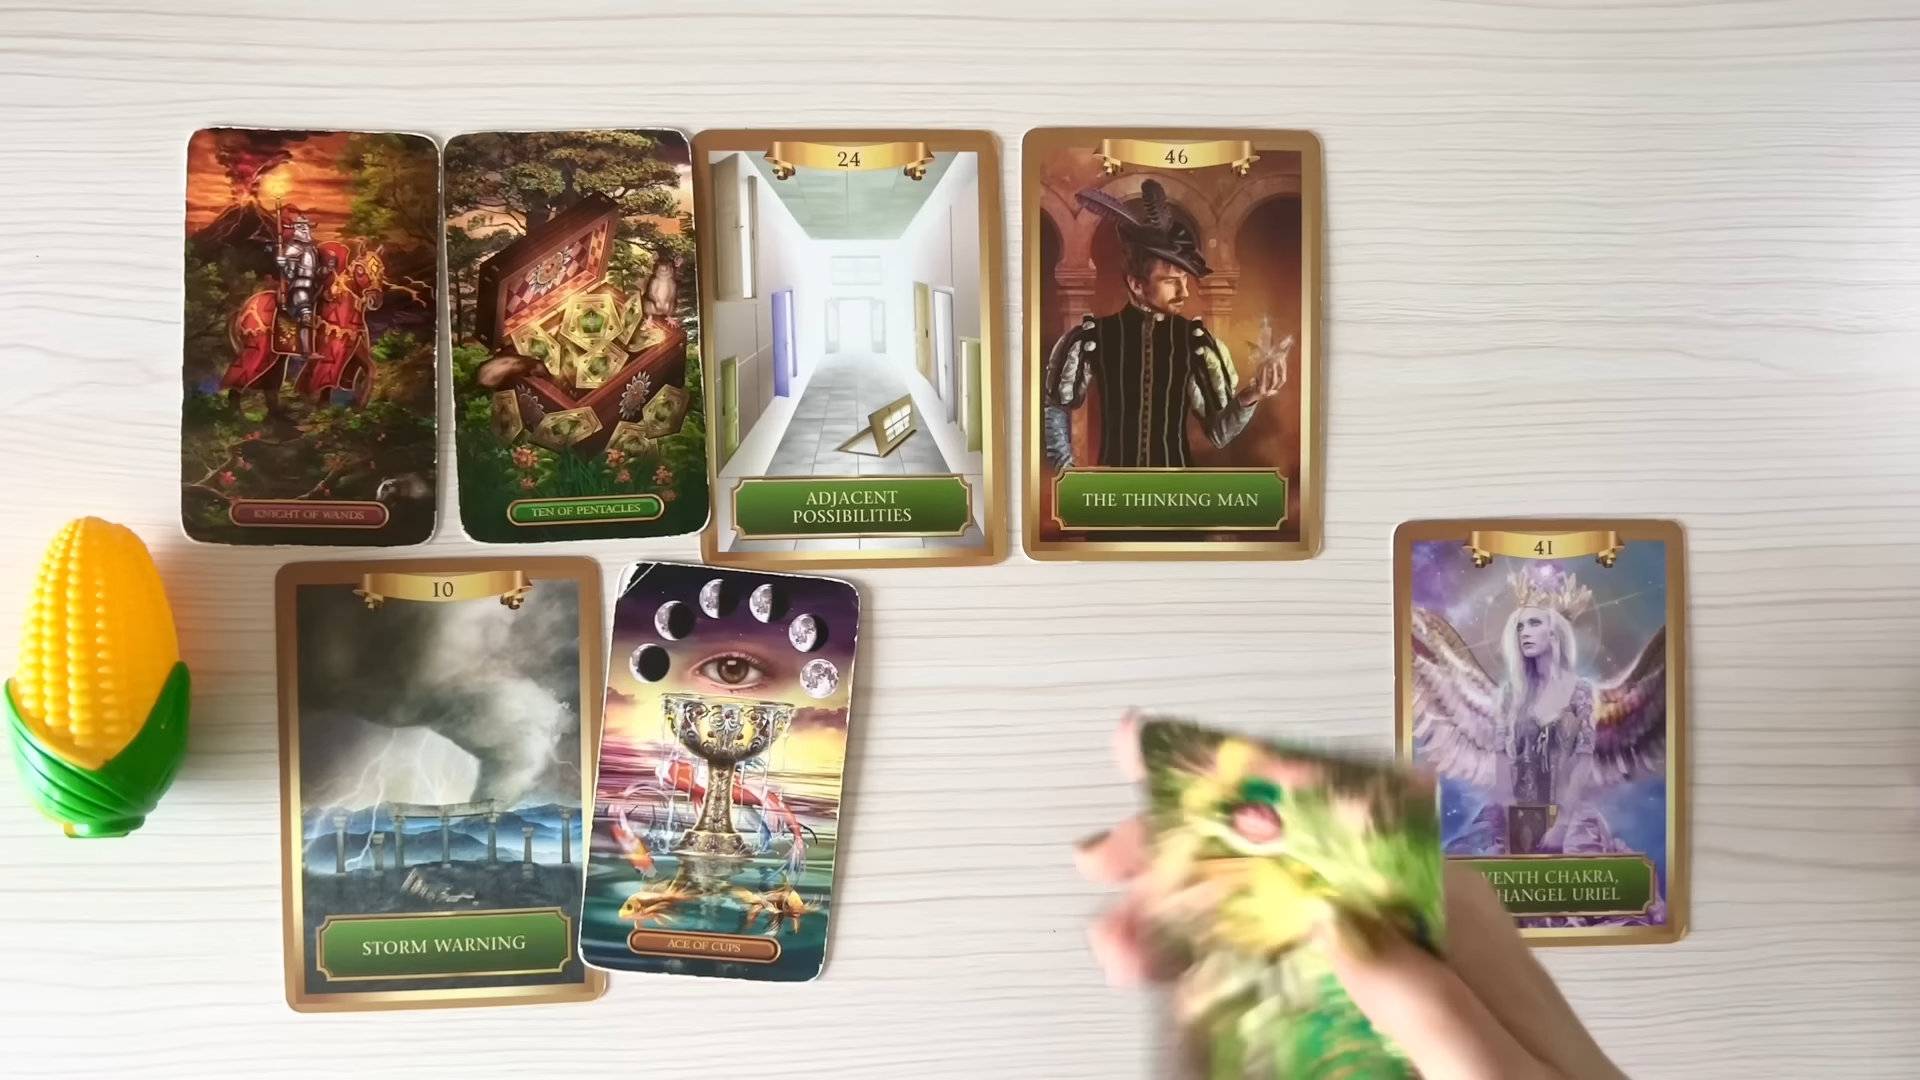 KNIGHT OF WANDS
TEN OF PENTACLES
24
ADJACENT
POSSIBILITIES
46
THE THINKING MAN
10
STORM WARNING
ACE OF CUPS
41
VENTH CHAKRA,
HANGEL URIEL